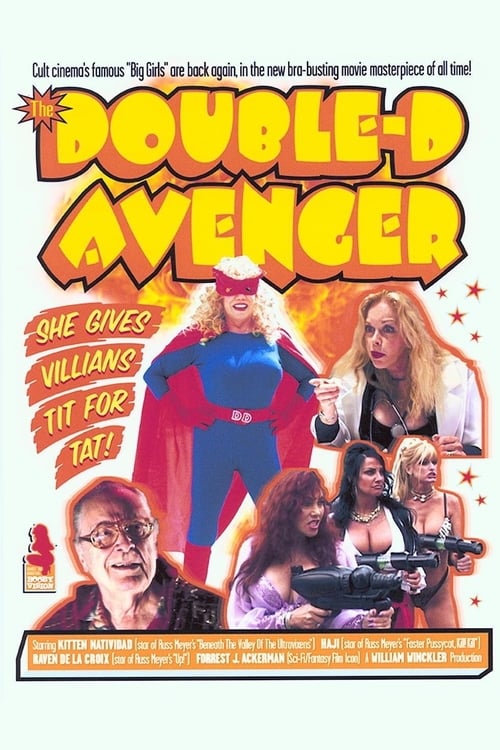 Cult cinema's famous "Big Girls" are back again, in the new bra-busting movie masterpiece of all time!
The
DOUBLE-D
AVENGER
SHE GIVES
VILLIANS
TIT FOR
TAT!
DD
BOOBY
VISION
Starring KITTEN NATIVIDAD (star of Russ Meyer's "Beneath The Valley Of The Ultravixens") HAJI (star of Russ Meyer's "Faster Pussycat, Kill! Kill!")
RAVEN DE LA CROIX (star of Russ Meyer's "Up!") FORREST J. ACKERMAN (Sci-Fi/Fantasy Film Icon) A WILLIAM WINCKLER Production